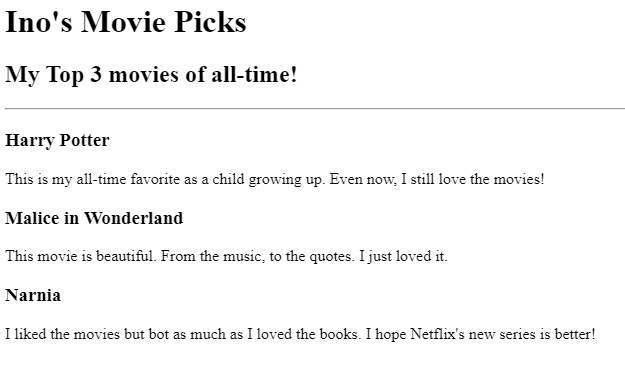 Ino's Movie Picks
My Top 3 movies of all-time!
Harry Potter
This is my all-time favorite as a child growing up. Even now, I still love the movies!
Malice in Wonderland
This movie is beautiful. From the music, to the quotes. I just loved it.
Narnia
I liked the movies but bot as much as I loved the books. I hope Netflix's new series is better!